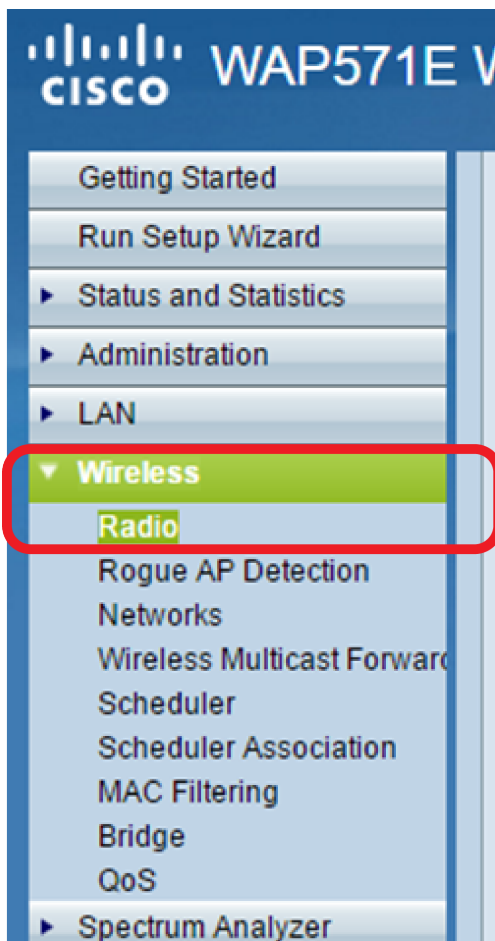 CISCO WAP571E
Getting Started
Run Setup Wizard
Status and Statistics
Administration
LAN
Wireless
Radio
Rogue AP Detection
Networks
Wireless Multicast Forward
Scheduler
Scheduler Association
MAC Filtering
Bridge
QoS
Spectrum Analyzer